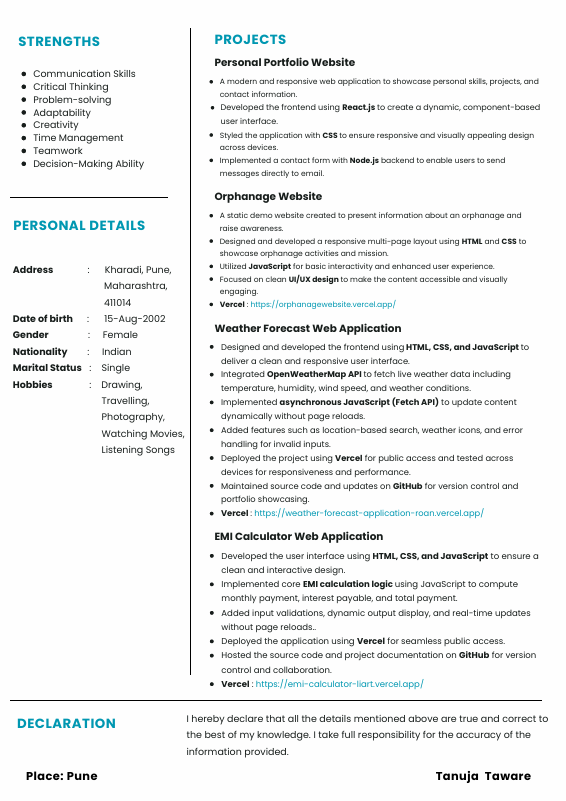 STRENGTHS
Communication Skills
Critical Thinking
Problem-solving
Adaptability
Creativity
Time Management
Teamwork
Decision-Making Ability
PERSONAL DETAILS
Address : Kharadi, Pune,
Maharashtra,
411014
Date of birth : 15-Aug-2002
Gender : Female
Nationality : Indian
Marital Status : Single
Hobbies : Drawing,
Travelling,
Photography,
Watching Movies,
Listening Songs
PROJECTS
Personal Portfolio Website
A modern and responsive web application to showcase personal skills, projects, and
contact information.
Developed the frontend using React.js to create a dynamic, component-based
user interface.
Styled the application with CSS to ensure responsive and visually appealing design
across devices.
Implemented a contact form with Node.js backend to enable users to send
messages directly to email.
Orphanage Website
A static demo website created to present information about an orphanage and
raise awareness.
Designed and developed a responsive multi-page layout using HTML and CSS to
showcase orphanage activities and mission.
Utilized JavaScript for basic interactivity and enhanced user experience.
Focused on clean UI/UX design to make the content accessible and visually
engaging.
Vercel : https://orphanagewebsite.vercel.app/
Weather Forecast Web Application
Designed and developed the frontend using HTML, CSS, and JavaScript to
deliver a clean and responsive user interface.
Integrated OpenWeatherMap API to fetch live weather data including
temperature, humidity, wind speed, and weather conditions.
Implemented asynchronous JavaScript (Fetch API) to update content
dynamically without page reloads.
Added features such as location-based search, weather icons, and error
handling for invalid inputs.
Deployed the project using Vercel for public access and tested across
devices for responsiveness and performance.
Maintained source code and updates on GitHub for version control and
portfolio showcasing.
Vercel : https://weather-forecast-application-roan.vercel.app/
EMI Calculator Web Application
Developed the user interface using HTML, CSS, and JavaScript to ensure a
clean and interactive design.
Implemented core EMI calculation logic using JavaScript to compute
monthly payment, interest payable, and total payment.
Added input validations, dynamic output display, and real-time updates
without page reloads..
Deployed the application using Vercel for seamless public access.
Hosted the source code and project documentation on GitHub for version
control and collaboration.
Vercel : https://emi-calculator-liart.vercel.app/
DECLARATION
I hereby declare that all the details mentioned above are true and correct to
the best of my knowledge. I take full responsibility for the accuracy of the
information provided.
Place: Pune
Tanuja Taware